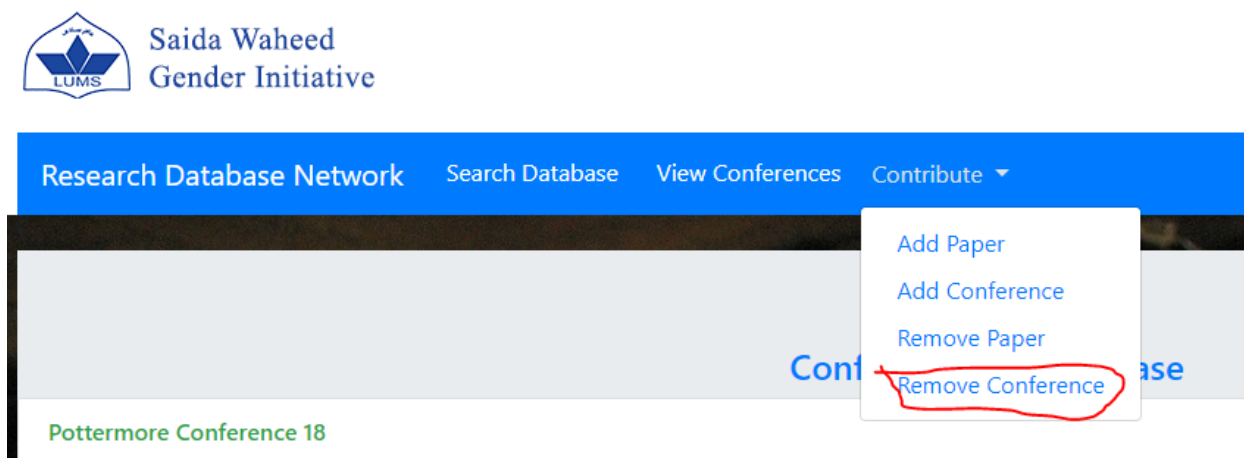 LUMS
Saida Waheed
Gender Initiative
Research Database Network Search Database View Conferences Contribute
Add Paper
Add Conference
Remove Paper
Remove Conference
Pottermore Conference 18